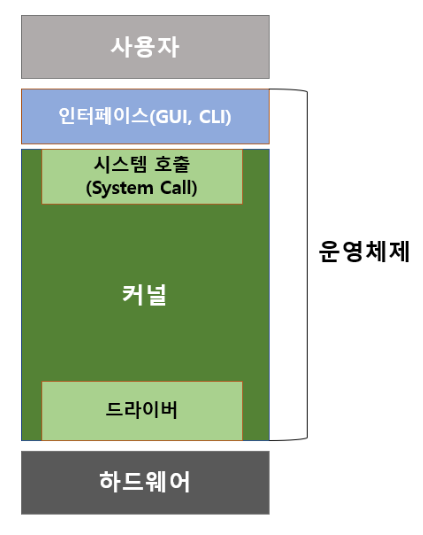 사용자
인터페이스(GUI, CLI)
시스템 호출
(System Call)
커널
드라이버
하드웨어
운영체제